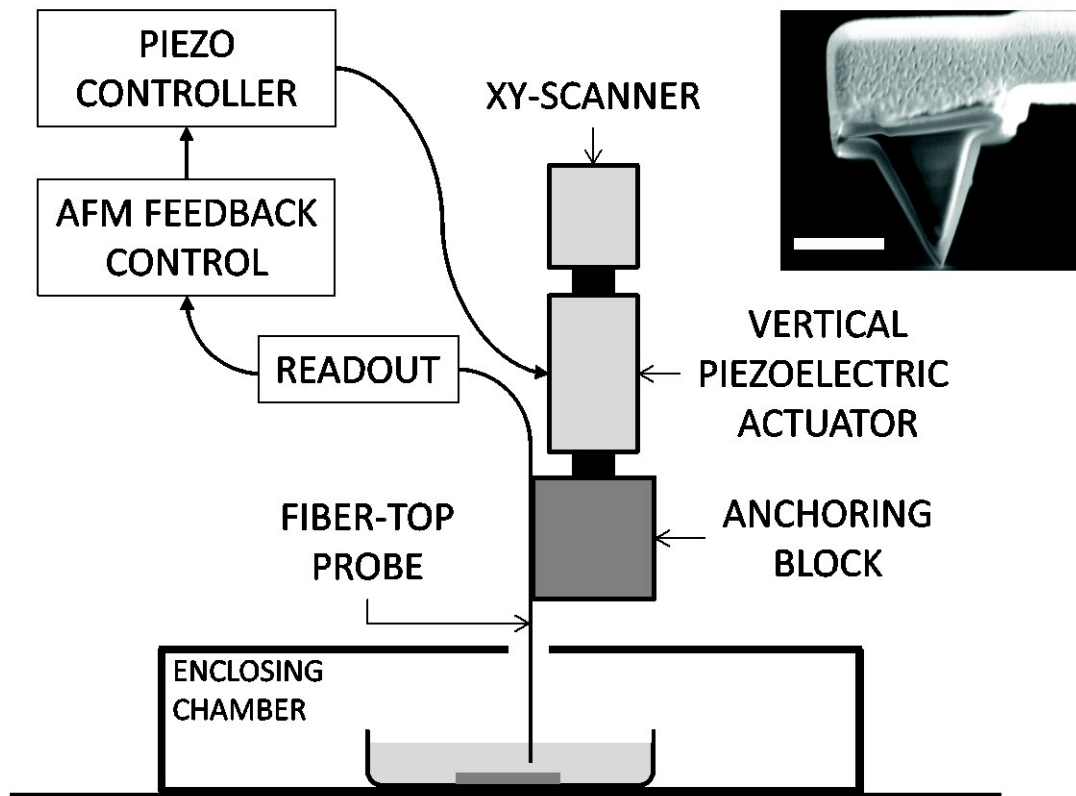 PIEZO
CONTROLLER
XY-SCANNER
AFM FEEDBACK
CONTROL
READOUT
VERTICAL
PIEZOELECTRIC
ACTUATOR
FIBER-TOP
PROBE
ANCHORING
BLOCK
ENCLOSING
CHAMBER